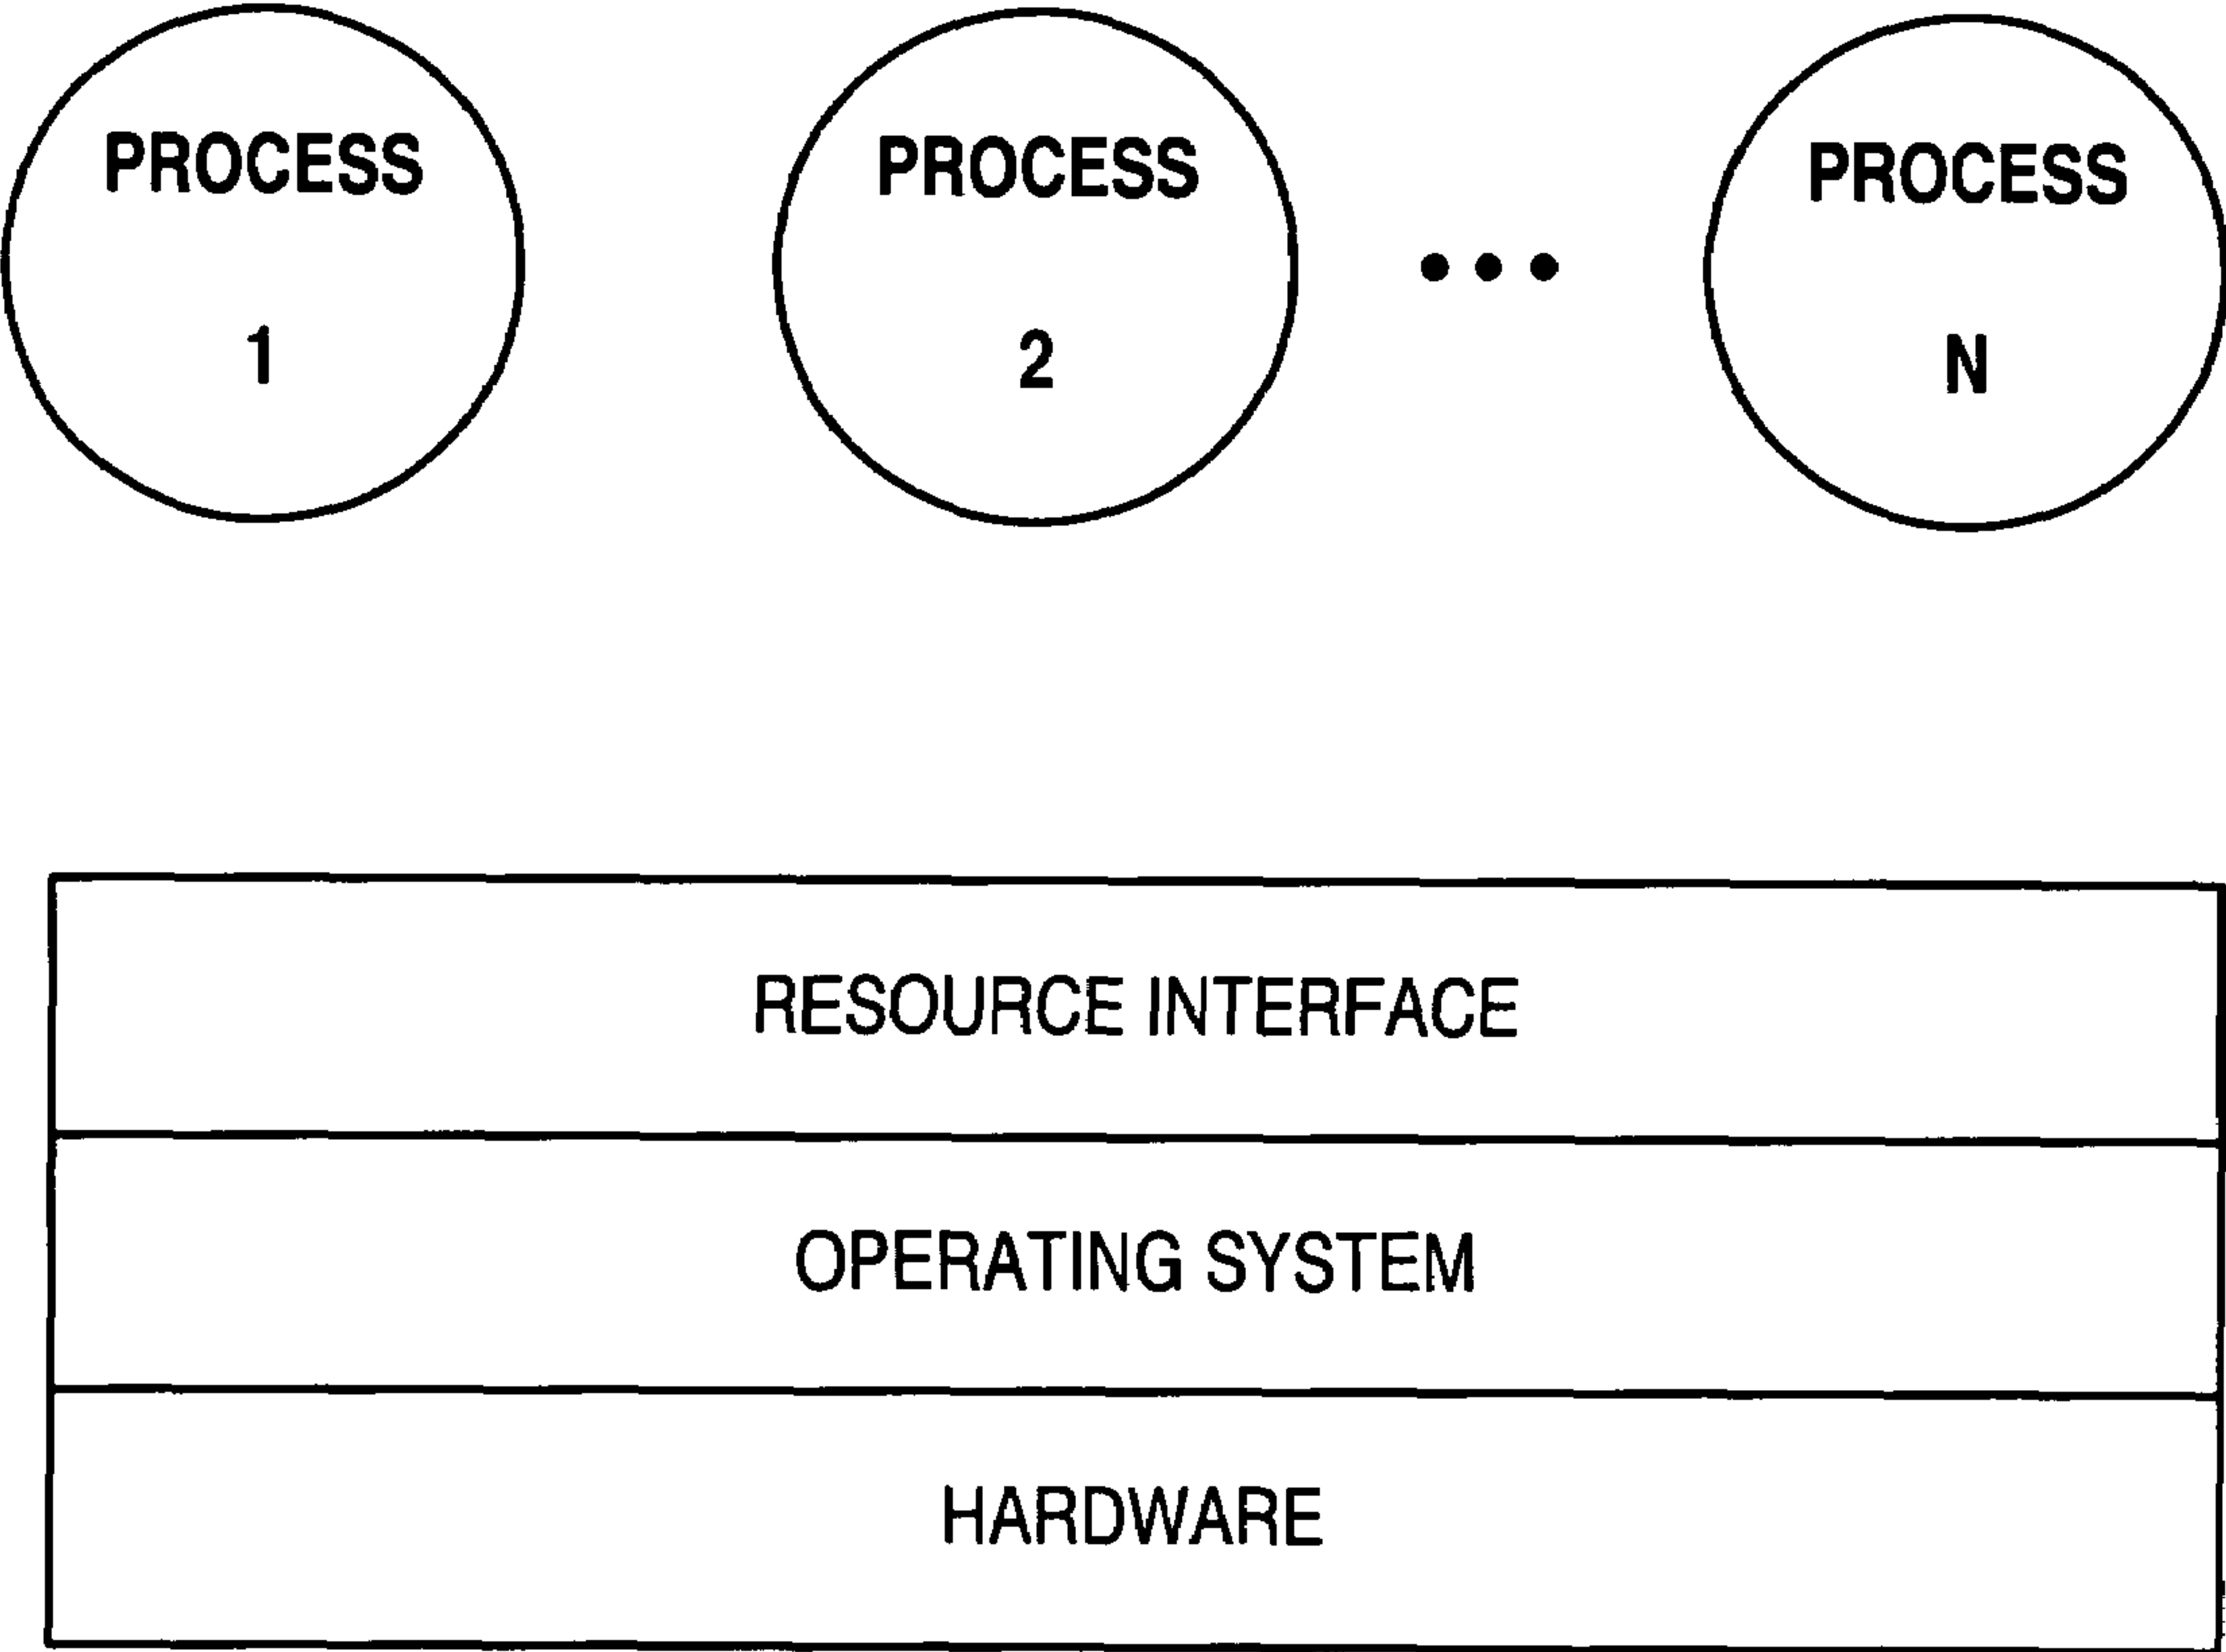 PROCESS
1
PROCESS
2
PROCESS
N
RESOURCE INTERFACE
OPERATING SYSTEM
HARDWARE